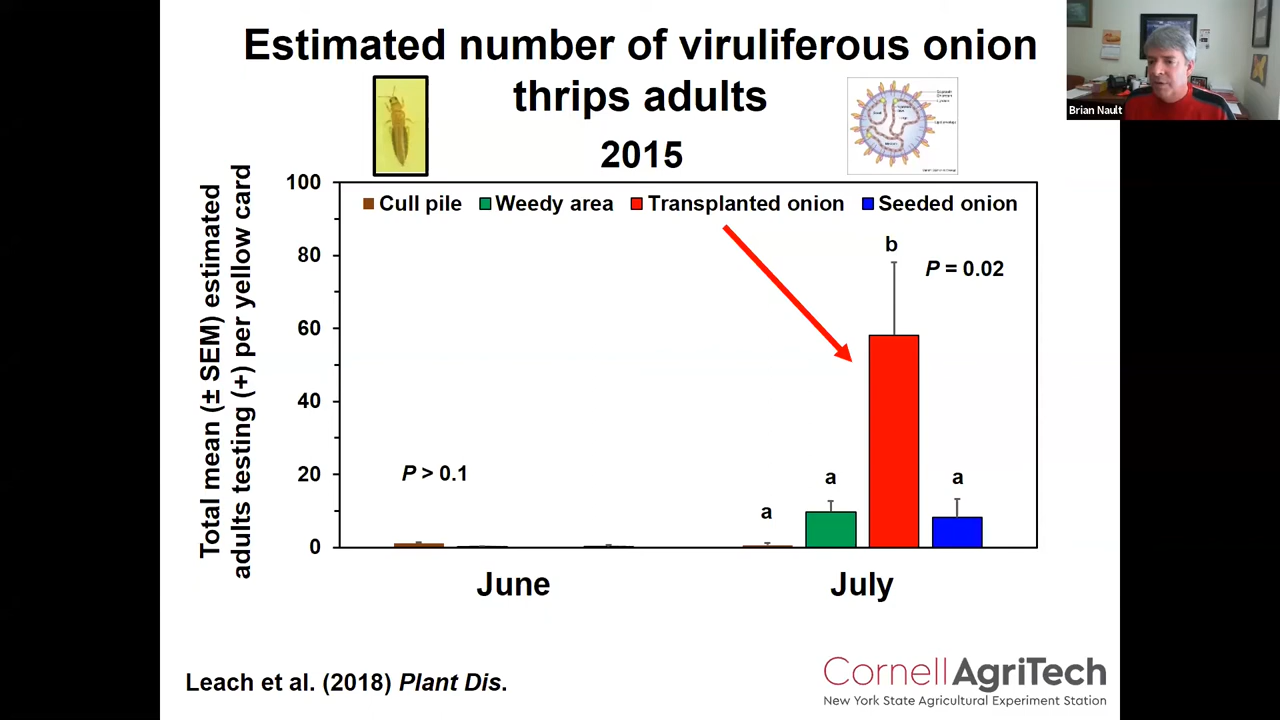 Estimated number of viruliferous onion
thrips adults
2015
Brian Nault
Total mean (± SEM) estimated
adults testing (+) per yellow card
100
80
60
40
20
0
Cull pile Weedy area Transplanted onion Seeded onion
b
P = 0.02
P > 0.1
a
a
a
June July
Leach et al. (2018) Plant Dis.
Cornell AgriTech
New York State Agricultural Experiment Station